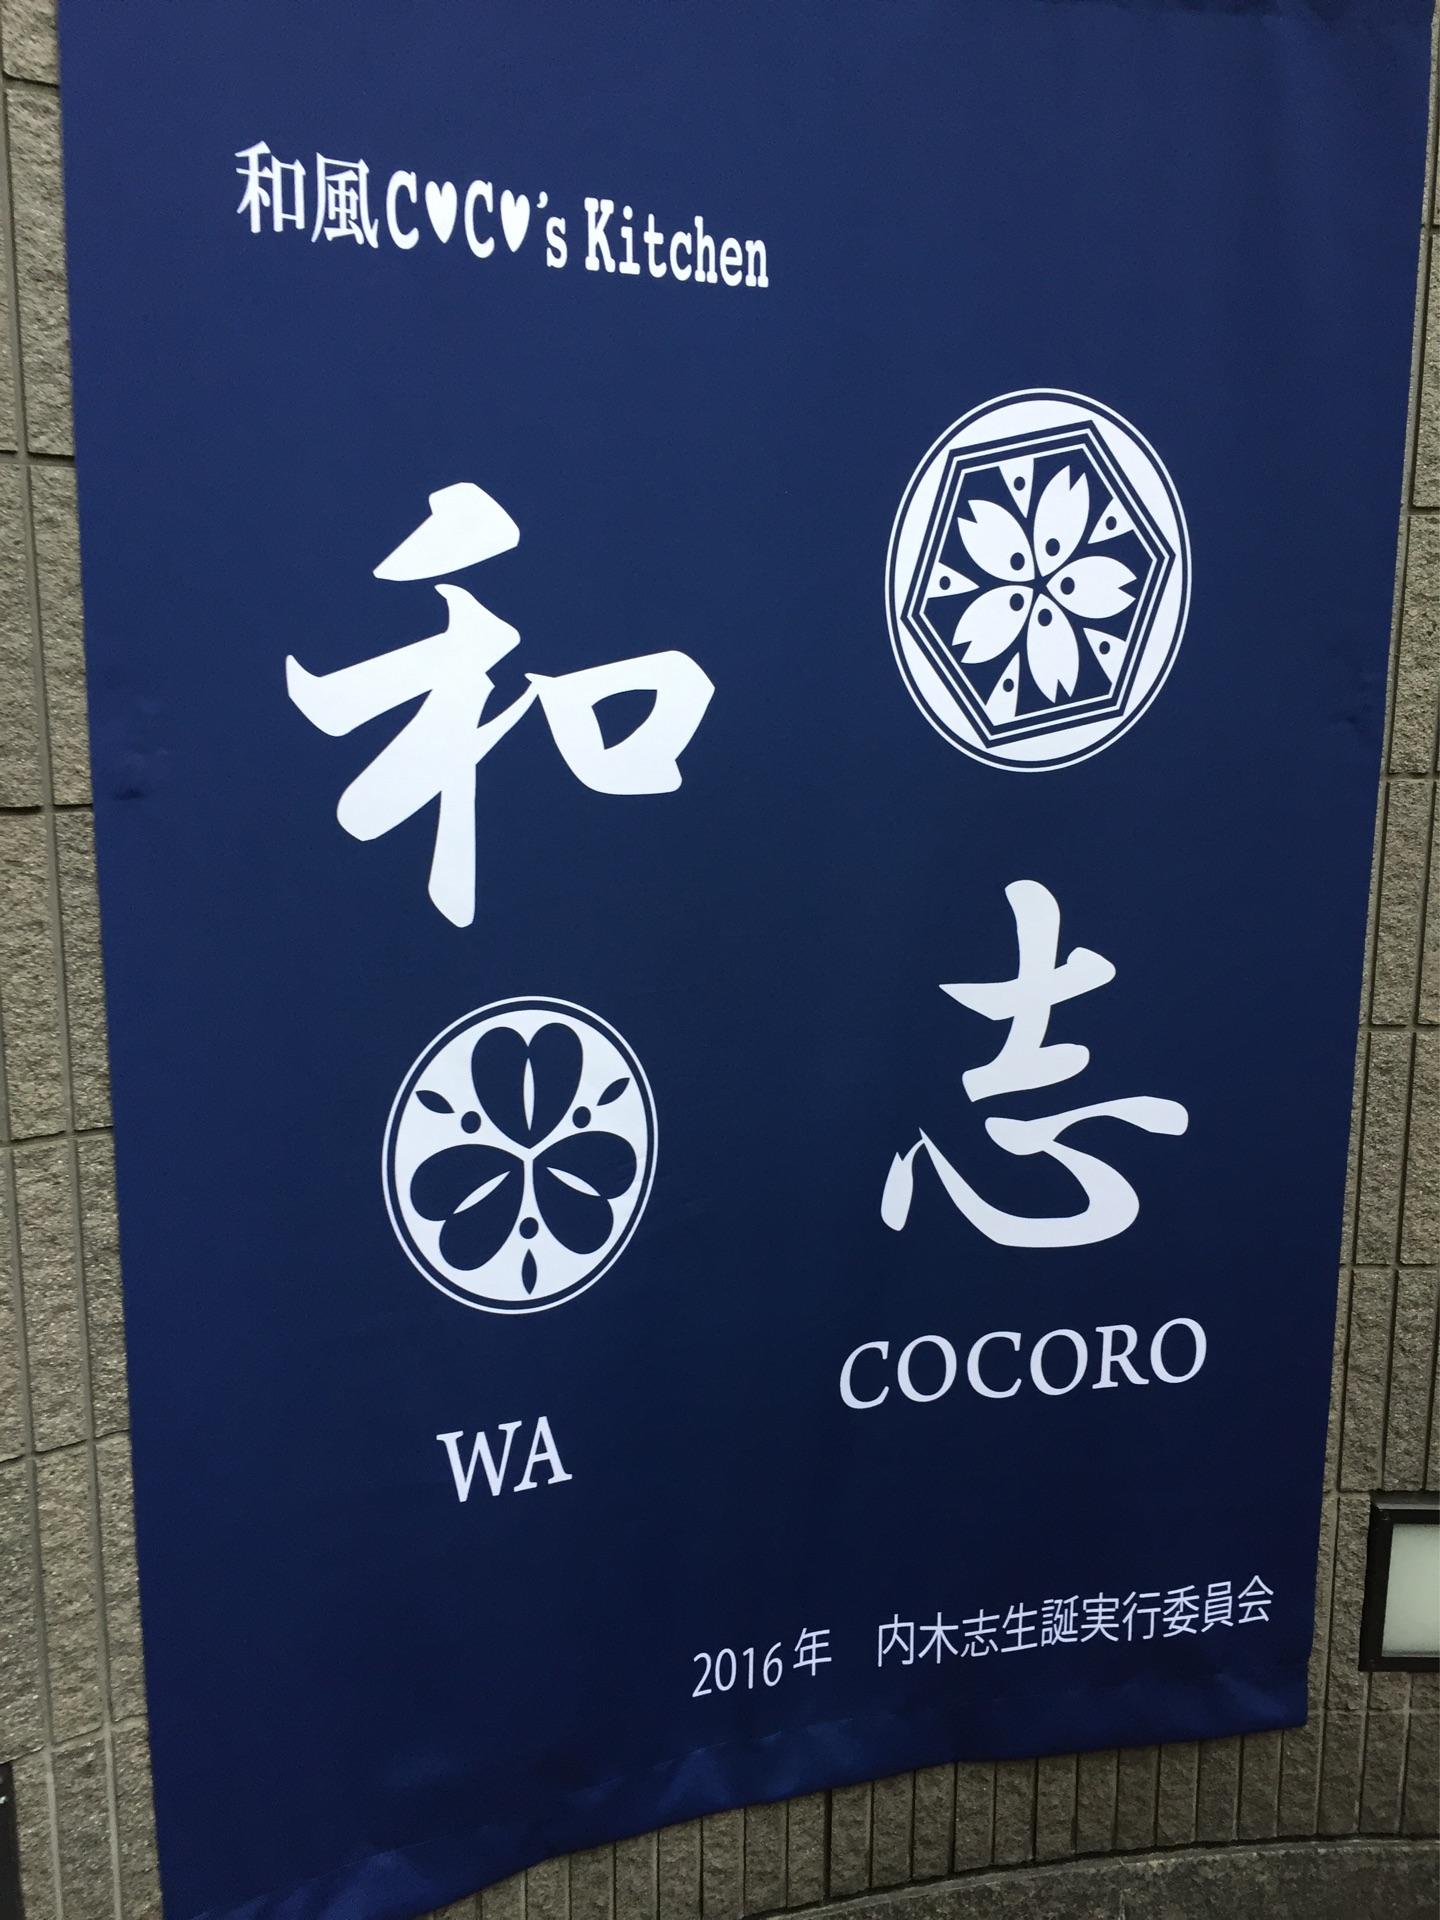 和風C♥C♥'s Kitchen
和
志
COCORO
WA
2016年　内木志生誕実行委員会